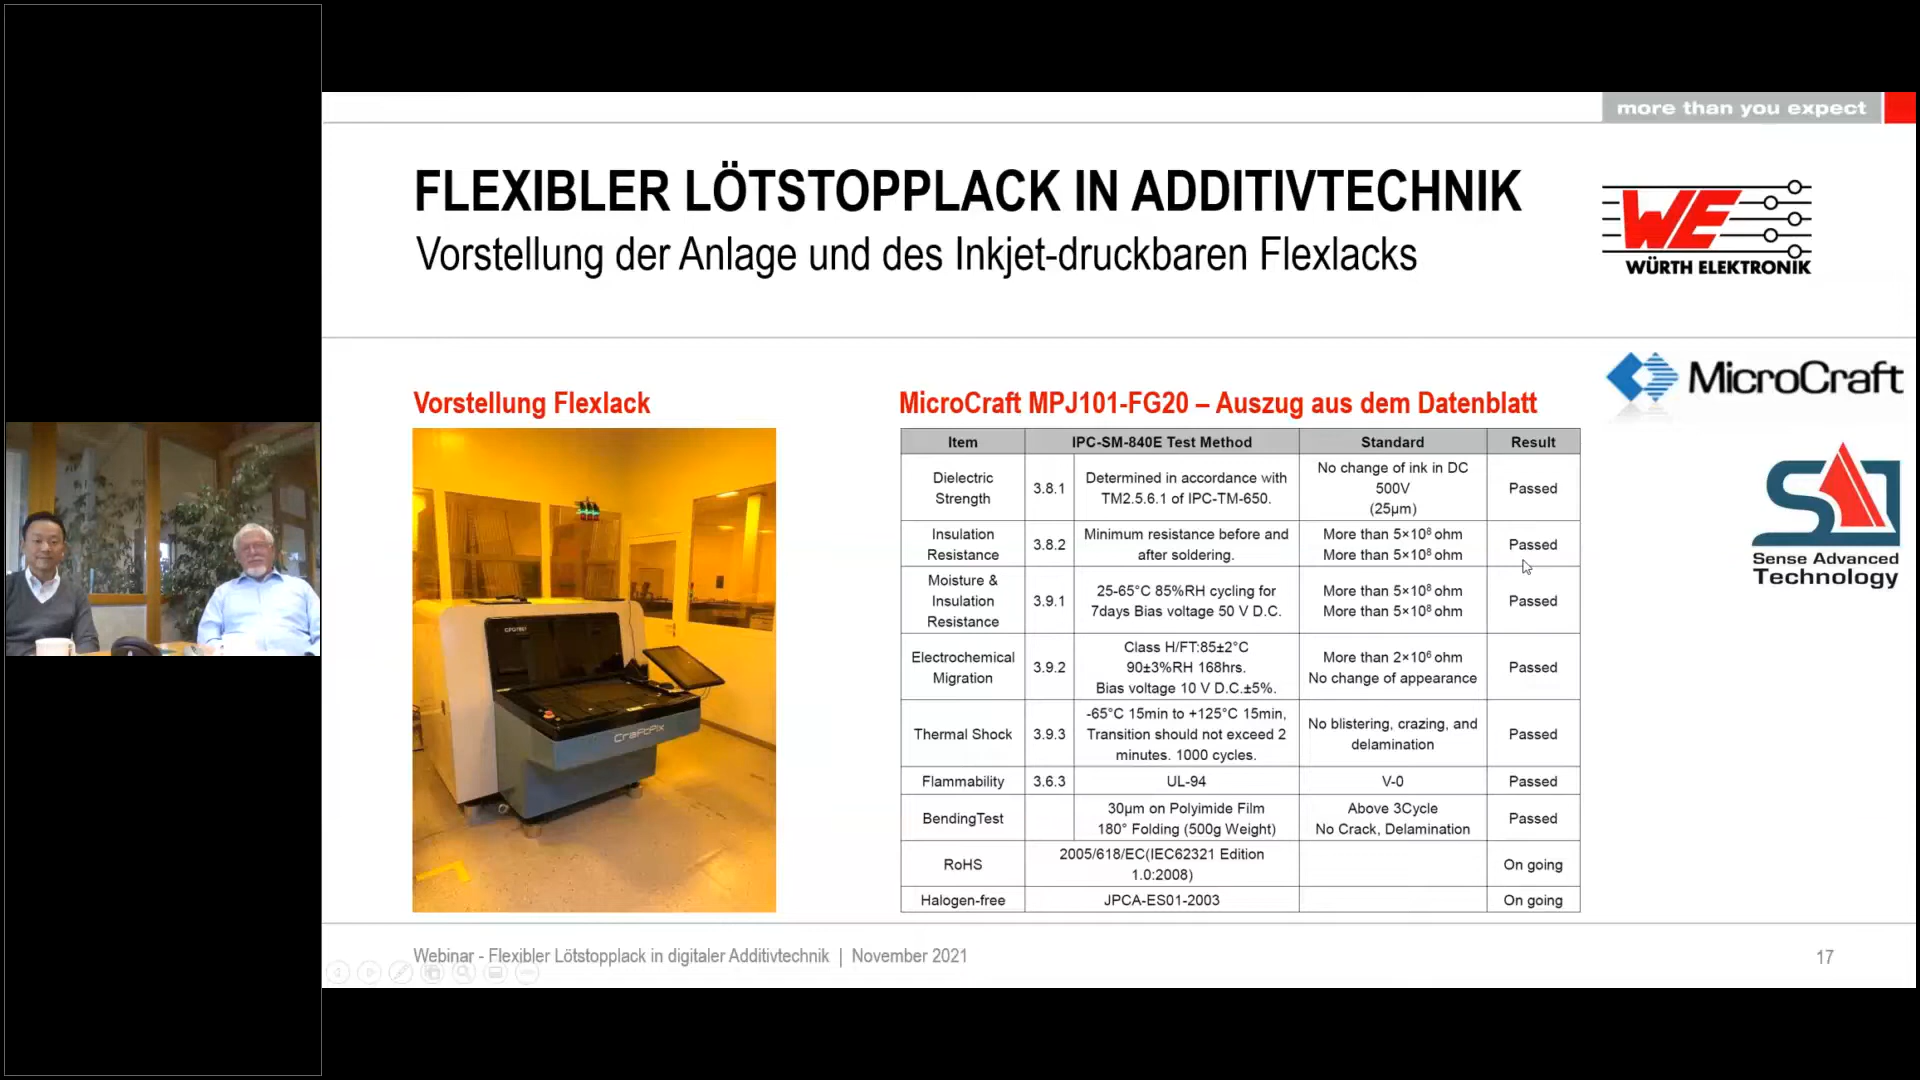 more than you expect
FLEXIBLER LÖTSTOPPLACK IN ADDITIVTECHNIK
Vorstellung der Anlage und des Inkjet-druckbaren Flexlacks
WE
WÜRTH ELEKTRONIK
MicroCraft
Sense Advanced
Technology
Vorstellung Flexlack
CraftPix
MicroCraft MPJ101-FG20 – Auszug aus dem Datenblatt
Item IPC-SM-840E Test Method Standard Result
Dielectric Strength 3.8.1 Determined in accordance with TM2.5.6.1 of IPC-TM-650. No change of ink in DC 500V (25µm) Passed
Insulation Resistance 3.8.2 Minimum resistance before and after soldering. More than 5×10⁸ ohm More than 5×10⁸ ohm Passed
Moisture & Insulation Resistance 3.9.1 25-65°C 85%RH cycling for 7days Bias voltage 50 V D.C. More than 5×10⁸ ohm More than 5×10⁸ ohm Passed
Electrochemical Migration 3.9.2 Class H/FT:85±2°C 90±3%RH 168hrs. Bias voltage 10 V D.C.±5%. More than 2×10⁶ ohm No change of appearance Passed
Thermal Shock 3.9.3 -65°C 15min to +125°C 15min, Transition should not exceed 2 minutes. 1000 cycles. No blistering, crazing, and delamination Passed
Flammability 3.6.3 UL-94 V-0 Passed
BendingTest 30µm on Polyimide Film 180° Folding (500g Weight) Above 3Cycle No Crack, Delamination Passed
RoHS 2005/618/EC(IEC62321 Edition 1.0:2008) On going
Halogen-free JPCA-ES01-2003 On going
Webinar - Flexibler Lötstopplack in digitaler Additivtechnik | November 2021
17